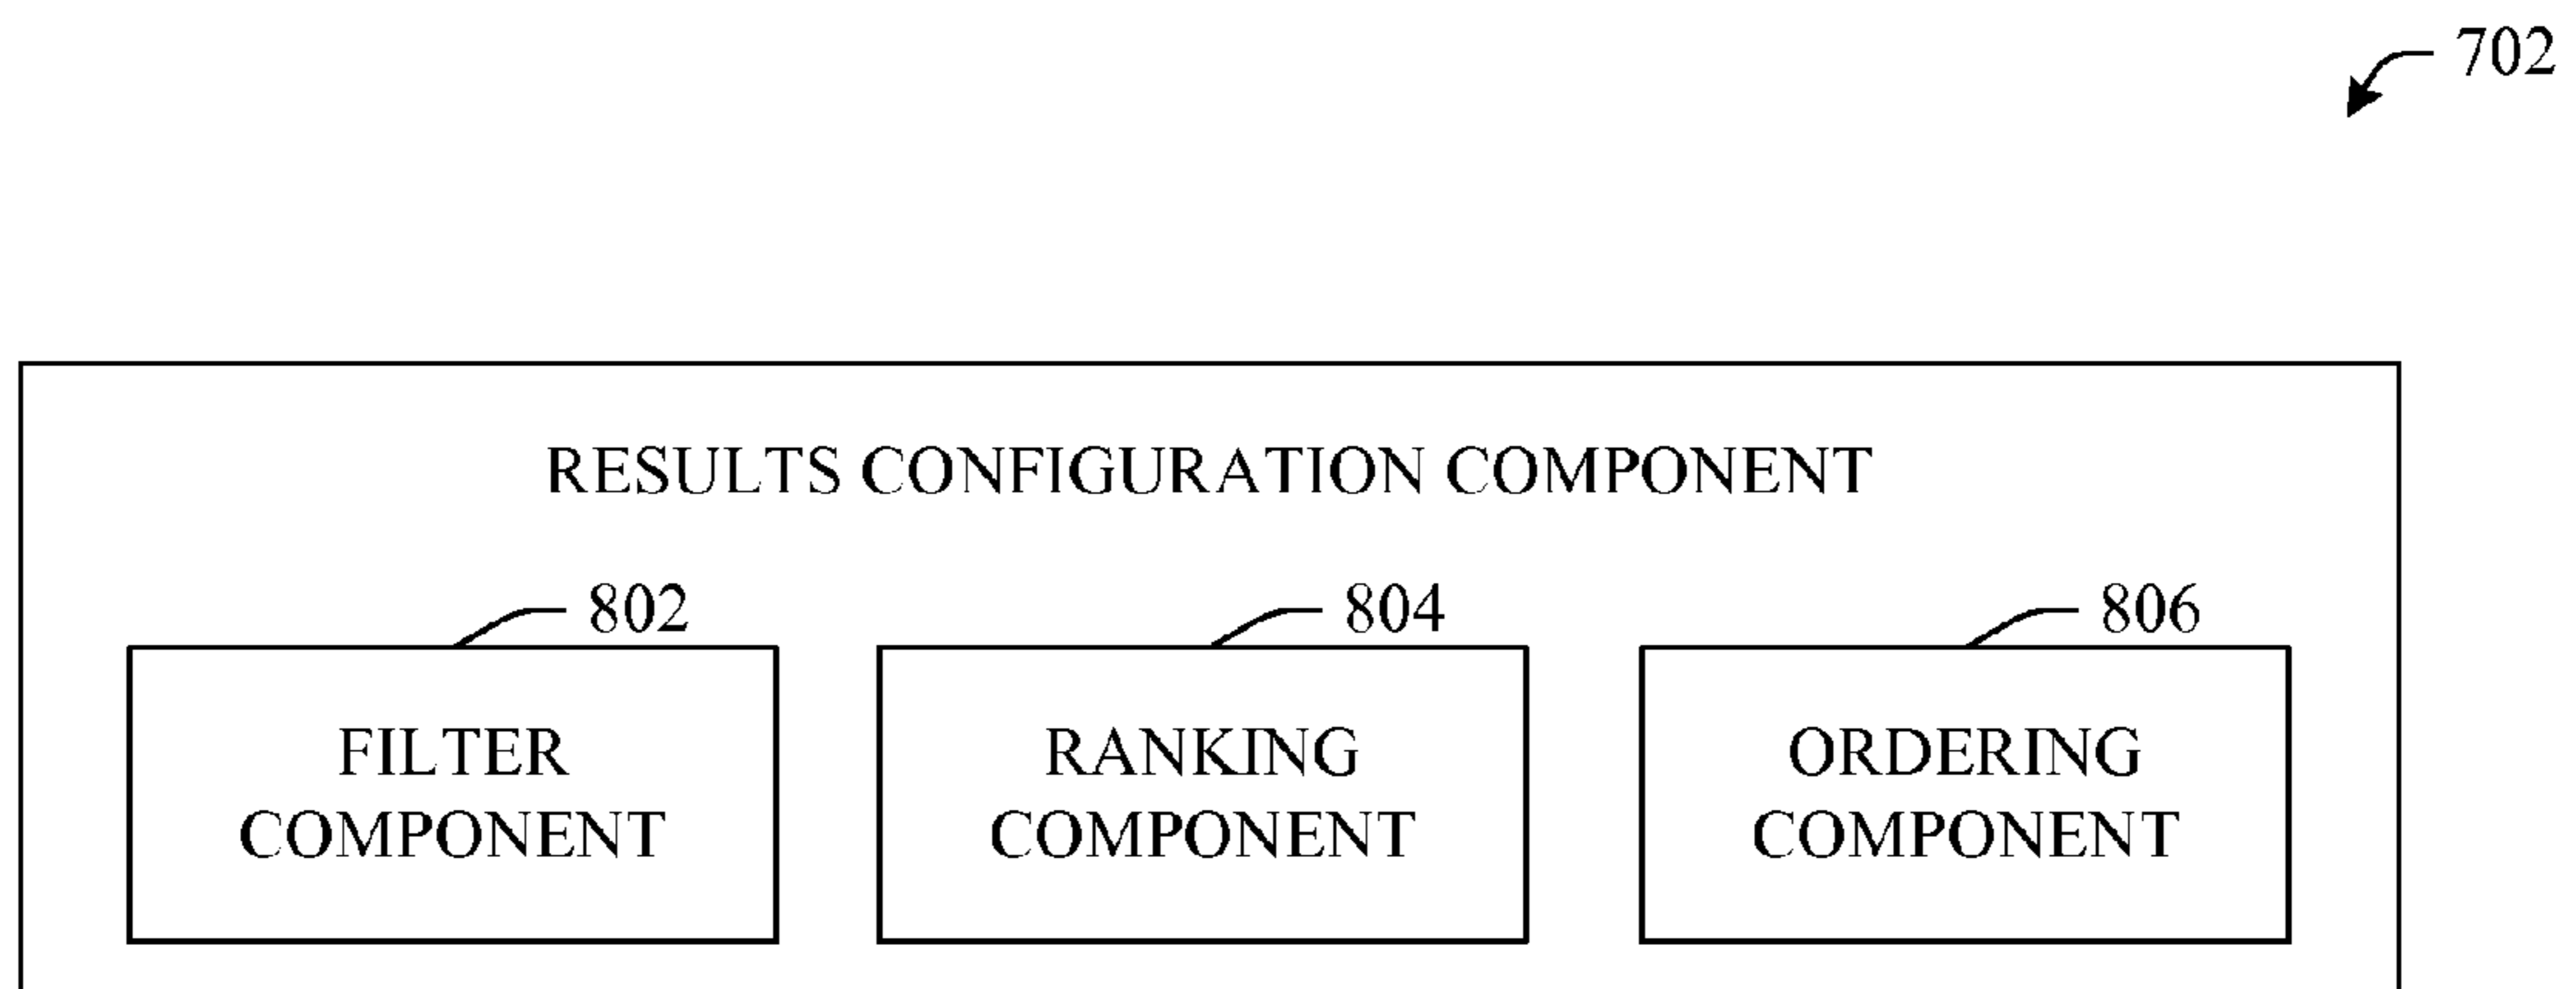 702
RESULTS CONFIGURATION COMPONENT
802
804
806
FILTER
COMPONENT
RANKING
COMPONENT
ORDERING
COMPONENT